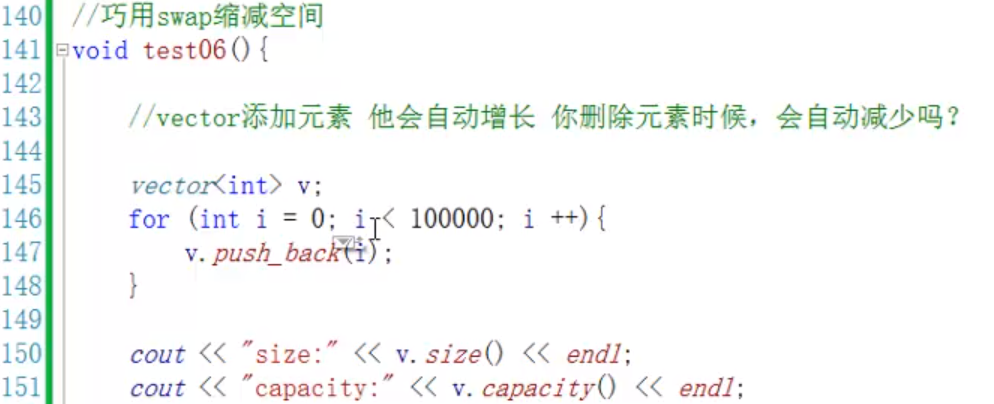 140 //巧用swap缩减空间
141 void test06(){
142
143 //vector添加元素 他会自动增长 你删除元素时候，会自动减少吗？
144
145 vector<int> v;
146 for (int i = 0; i < 100000; i ++){
147 v.push_back(i);
148 }
149
150 cout << "size:" << v.size() << endl;
151 cout << "capacity:" << v.capacity() << endl;